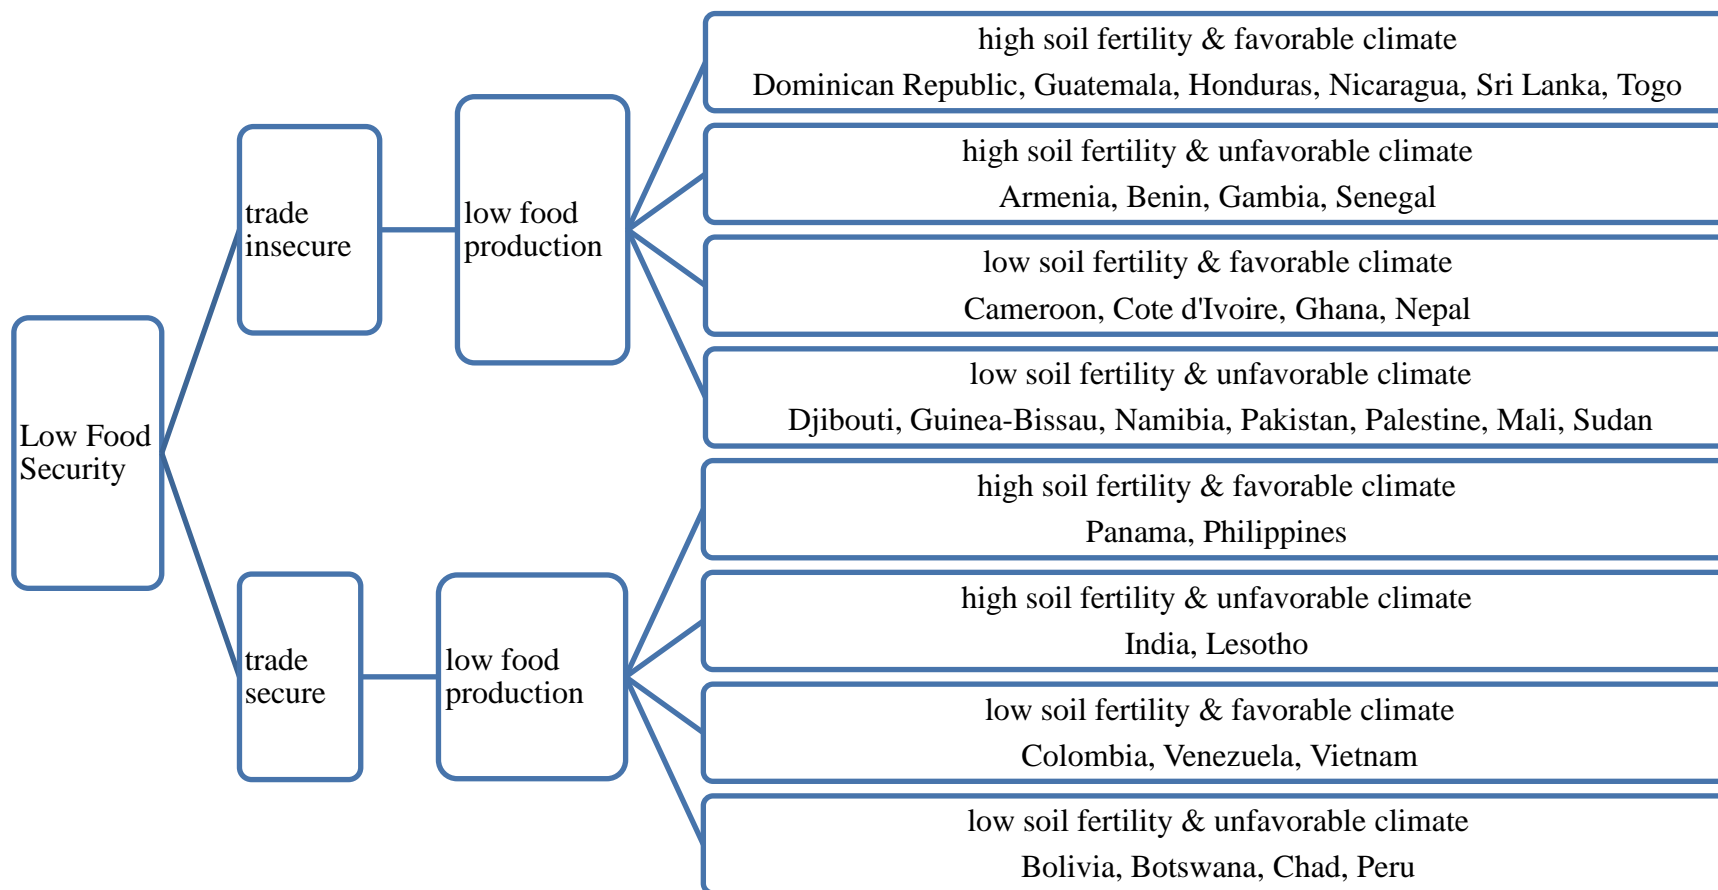 Low Food
Security
trade
insecure
low food
production
high soil fertility & favorable climate
Dominican Republic, Guatemala, Honduras, Nicaragua, Sri Lanka, Togo
high soil fertility & unfavorable climate
Armenia, Benin, Gambia, Senegal
low soil fertility & favorable climate
Cameroon, Cote d'Ivoire, Ghana, Nepal
low soil fertility & unfavorable climate
Djibouti, Guinea-Bissau, Namibia, Pakistan, Palestine, Mali, Sudan
trade
secure
low food
production
high soil fertility & favorable climate
Panama, Philippines
high soil fertility & unfavorable climate
India, Lesotho
low soil fertility & favorable climate
Colombia, Venezuela, Vietnam
low soil fertility & unfavorable climate
Bolivia, Botswana, Chad, Peru